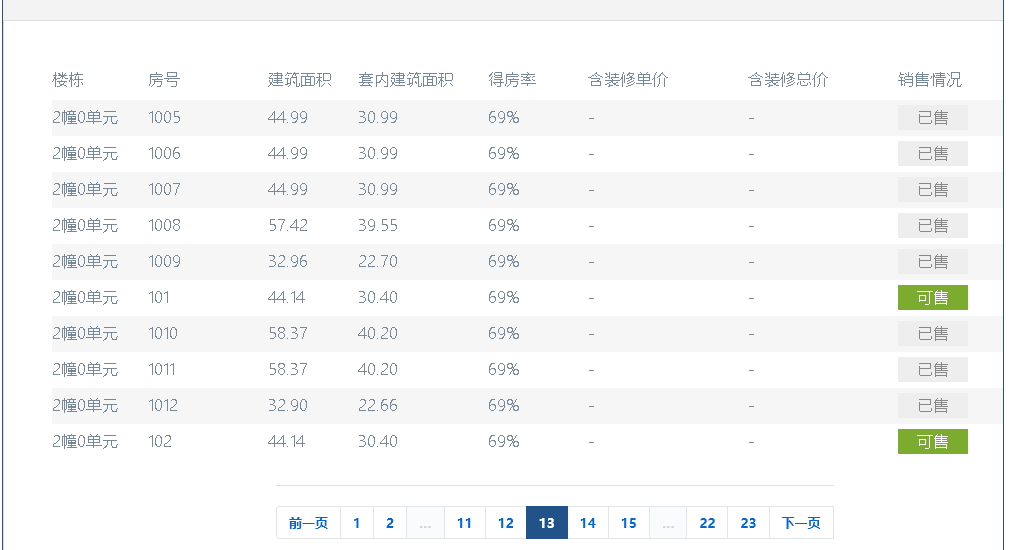 楼栋 房号 建筑面积 套内建筑面积 得房率 含装修单价 含装修总价 销售情况
2幢0单元 1005 44.99 30.99 69% - - 已售
2幢0单元 1006 44.99 30.99 69% - - 已售
2幢0单元 1007 44.99 30.99 69% - - 已售
2幢0单元 1008 57.42 39.55 69% - - 已售
2幢0单元 1009 32.96 22.70 69% - - 已售
2幢0单元 101 44.14 30.40 69% - - 可售
2幢0单元 1010 58.37 40.20 69% - - 已售
2幢0单元 1011 58.37 40.20 69% - - 已售
2幢0单元 1012 32.90 22.66 69% - - 已售
2幢0单元 102 44.14 30.40 69% - - 可售
前一页 1 2 ... 11 12 13 14 15 ... 22 23 下一页